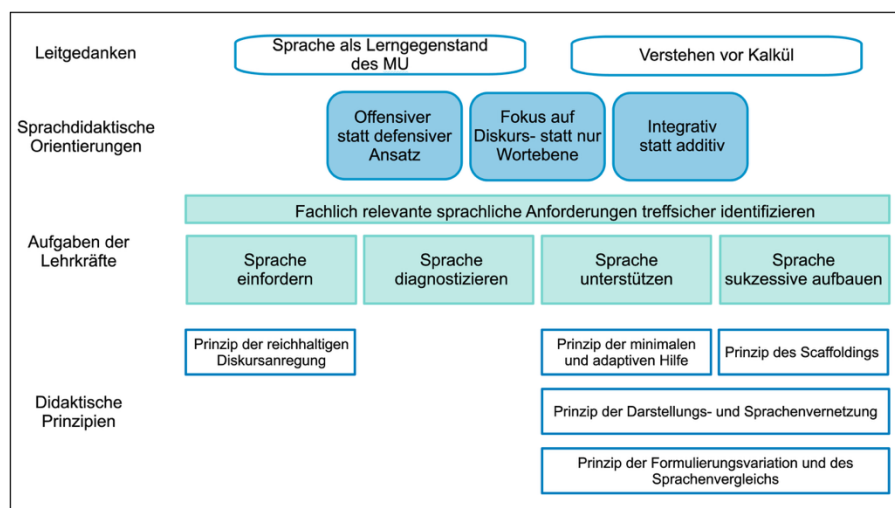 Leitgedanken
Sprache als Lerngegenstand
des MU
Verstehen vor Kalkül
Sprachdidaktische
Orientierungen
Offensiver
statt defensiver
Ansatz
Fokus auf
Diskurs- statt nur
Wortebene
Integrativ
statt additiv
Aufgaben der
Lehrkräfte
Fachlich relevante sprachliche Anforderungen treffsicher identifizieren
Sprache
einfordern
Sprache
diagnostizieren
Sprache
unterstützen
Sprache
sukzessive aufbauen
Didaktische
Prinzipien
Prinzip der reichhaltigen
Diskursanregung
Prinzip der minimalen
und adaptiven Hilfe
Prinzip des Scaffoldings
Prinzip der Darstellungs- und Sprachenvernetzung
Prinzip der Formulierungsvariation und des
Sprachenvergleichs